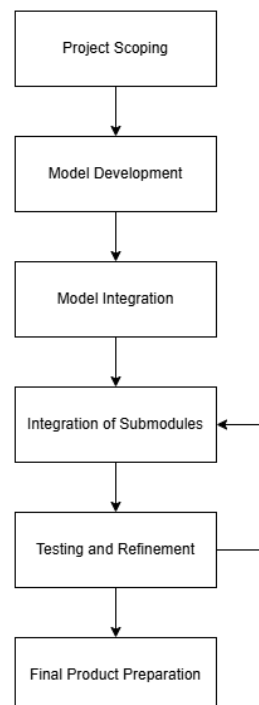 Project Scoping
Model Development
Model Integration
Integration of Submodules
Testing and Refinement
Final Product Preparation